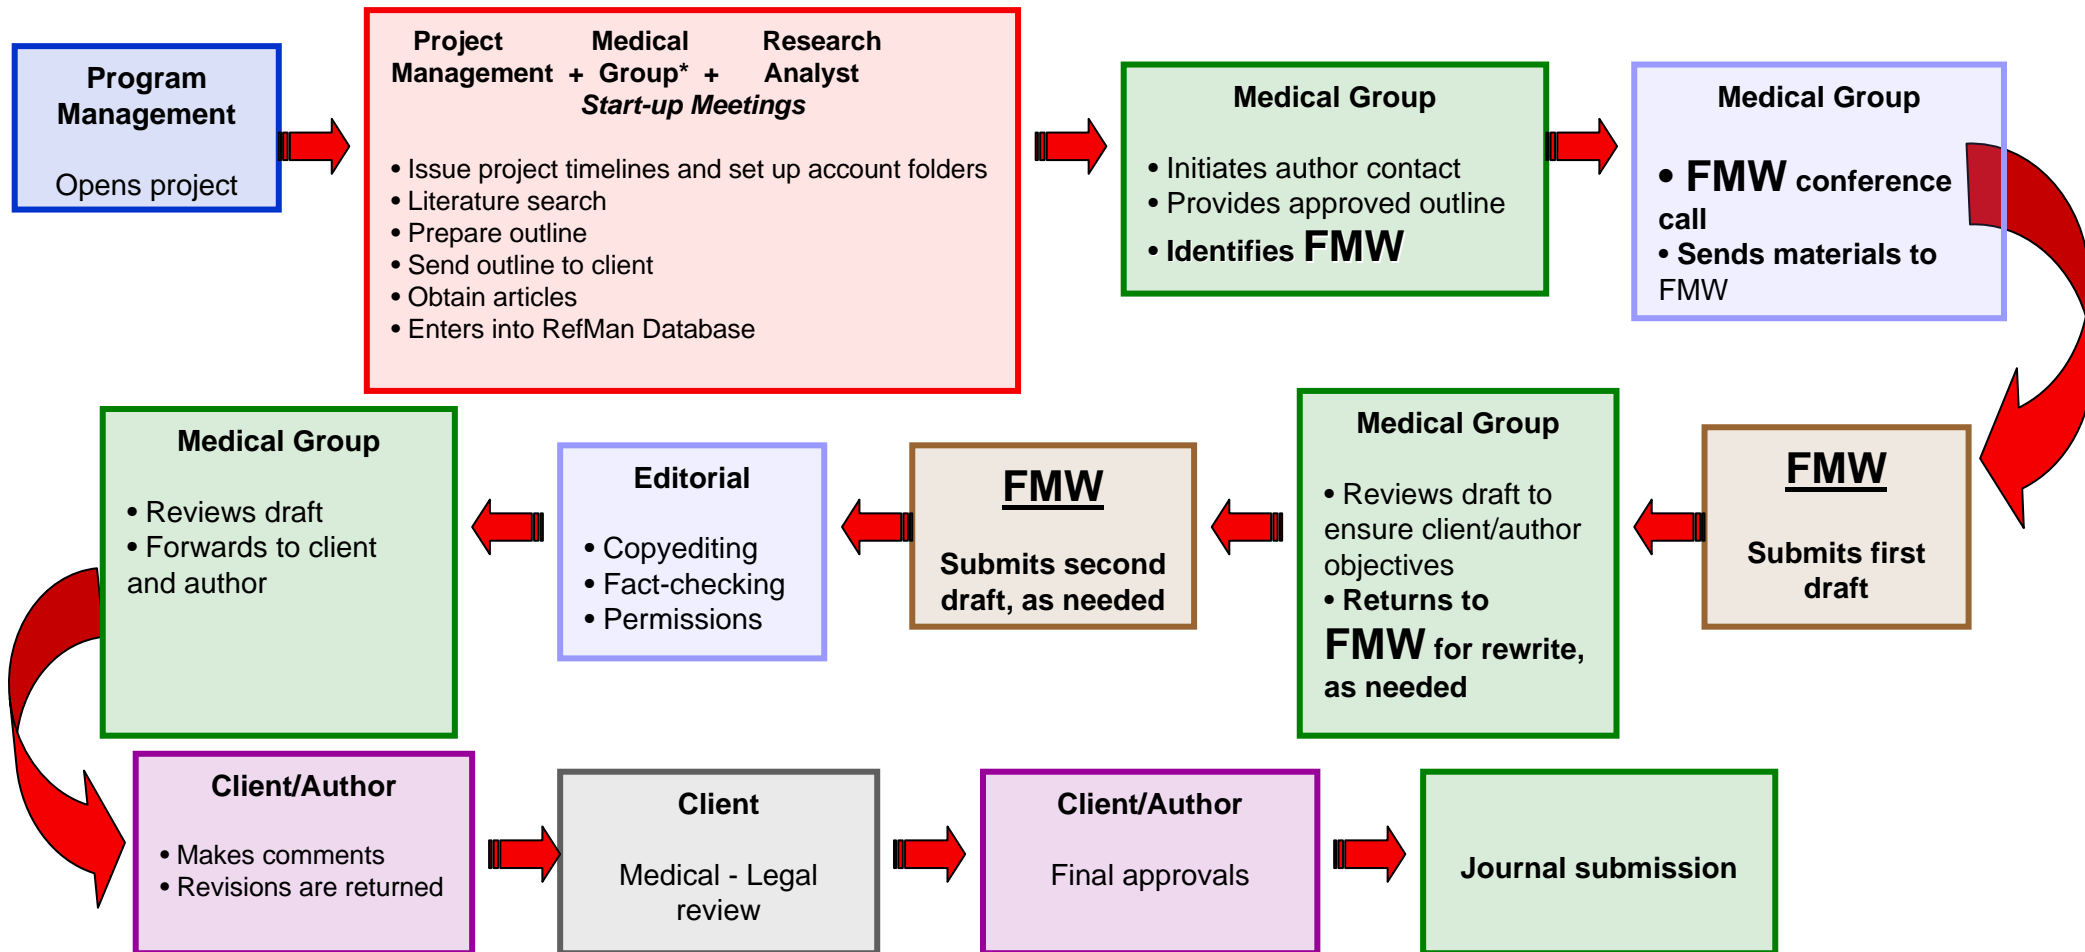 Program
Management
Opens project
Project Medical Research
Management + Group* + Analyst
Start-up Meetings
• Issue project timelines and set up account folders
• Literature search
• Prepare outline
• Send outline to client
• Obtain articles
• Enters into RefMan Database
Medical Group
• Initiates author contact
• Provides approved outline
• Identifies FMW
Medical Group
• FMW conference
call
• Sends materials to
FMW
FMW
Submits first
draft
Medical Group
• Reviews draft to
ensure client/author
objectives
• Returns to
FMW for rewrite,
as needed
FMW
Submits second
draft, as needed
Editorial
• Copyediting
• Fact-checking
• Permissions
Medical Group
• Reviews draft
• Forwards to client
and author
Client/Author
• Makes comments
• Revisions are returned
Client
Medical - Legal
review
Client/Author
Final approvals
Journal submission